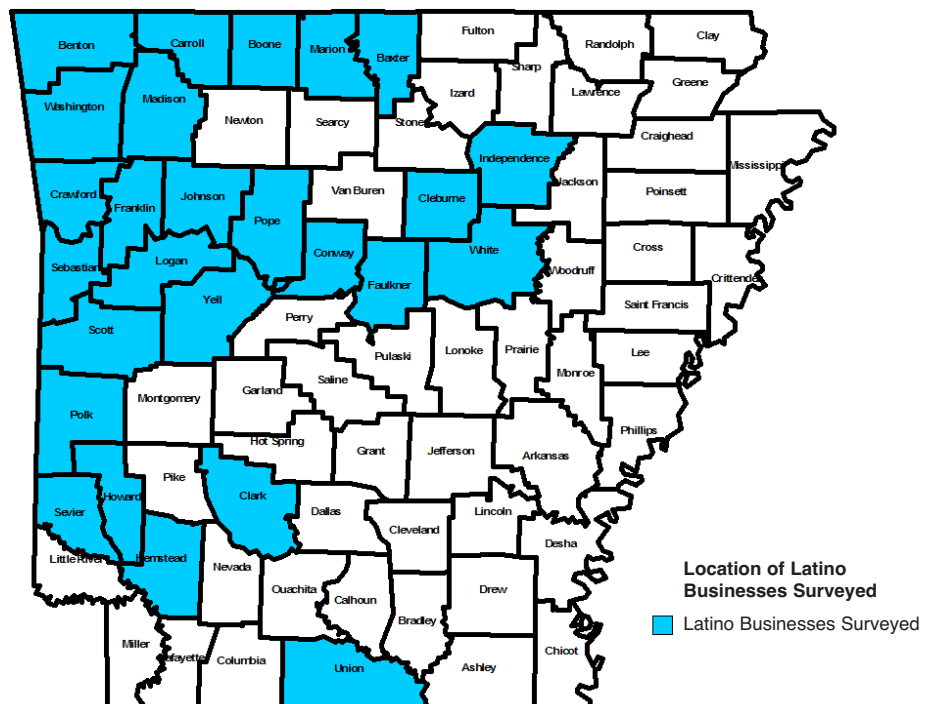 Fulton
Clay
Benton
Carroll
Boone
Marion
Baxter
Randolph
Sharp
Izard
Lawrence
Greene
Washington
Madison
Newton
Searcy
Stone
Craighead
Independence
Mississippi
Jackson
Crawford
Franklin
Johnson
Pope
Van Buren
Cleburne
Poinsett
Conway
White
Cross
Sebastian
Logan
Faulkner
Woodruff
Crittende
Yell
Saint Francis
Perry
Scott
Pulaski
Lonoke
Prairie
Lee
Saline
Monroe
Garland
Montgomery
Polk
Phillips
Hot Spring
Grant
Jefferson
Arkansas
Pike
Howard
Clark
Sevier
Dallas
Lincoln
Cleveland
Desha
Little River
Hempstead
Nevada
Ouachita
Calhoun
Drew
Bradley
Miller
Lafayette
Columbia
Union
Ashley
Chicot
Location of Latino
Businesses Surveyed
Latino Businesses Surveyed